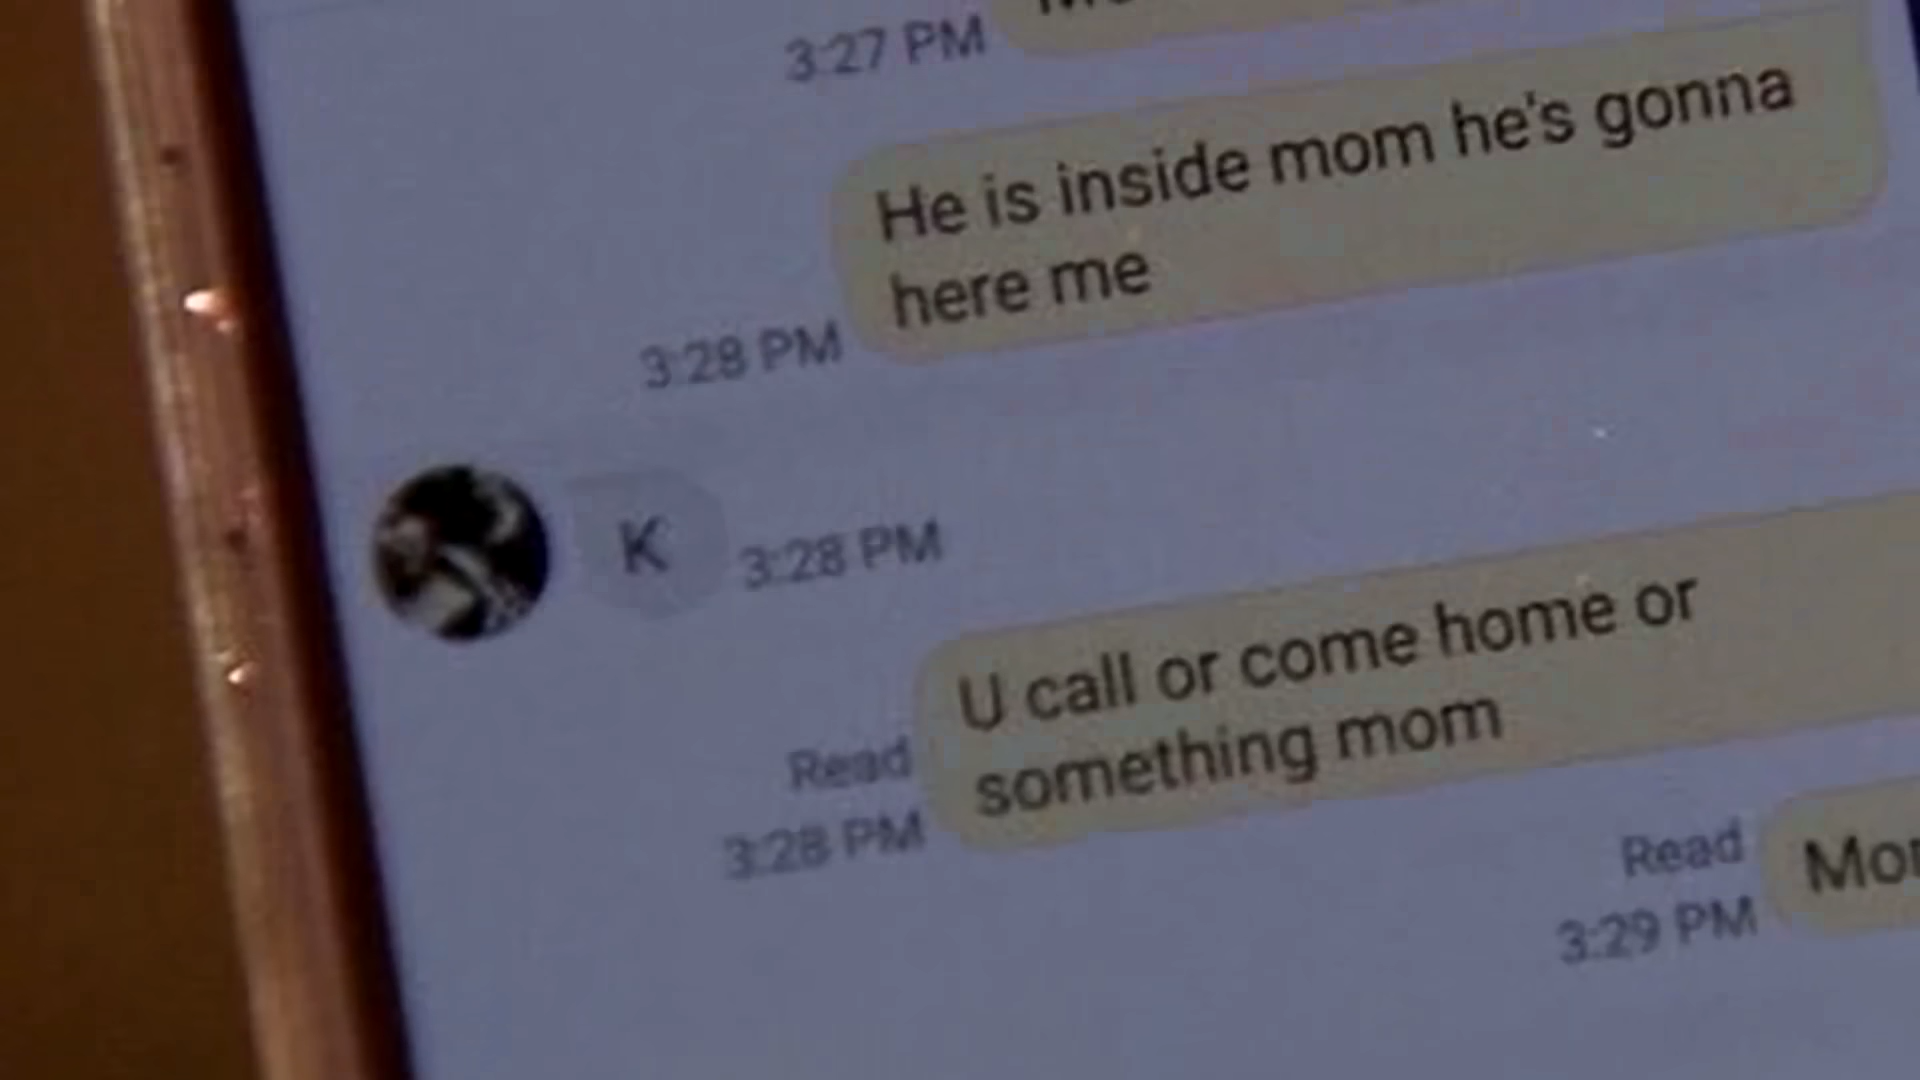 3:27 PM
He is inside mom he's gonna
here me
3:28 PM
K 3:28 PM
U call or come home or
something mom
Read
3:28 PM
Read
3:29 PM